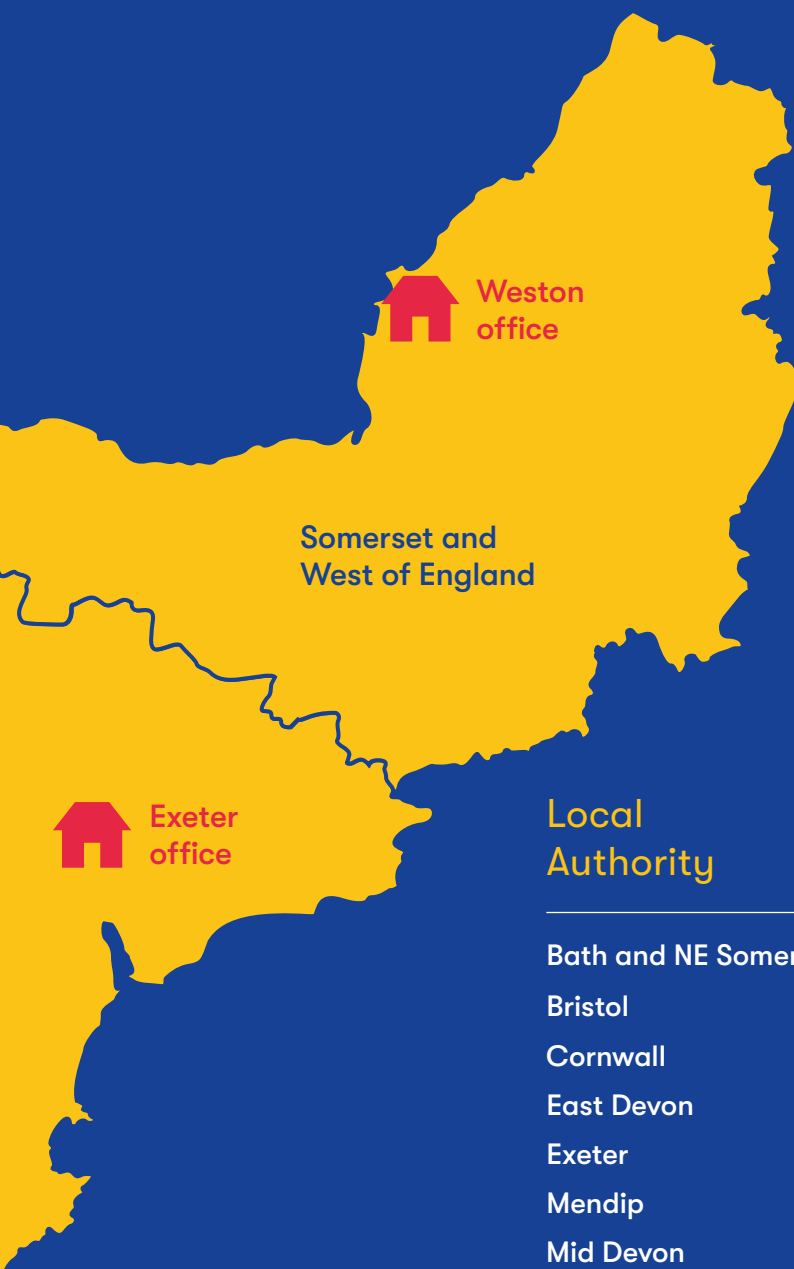 Weston
office
Somerset and
West of England
Exeter
office
Local
Authority
Bath and NE
Bristol
Cornwall
East Devon
Exeter
Mendip
Mid Devon